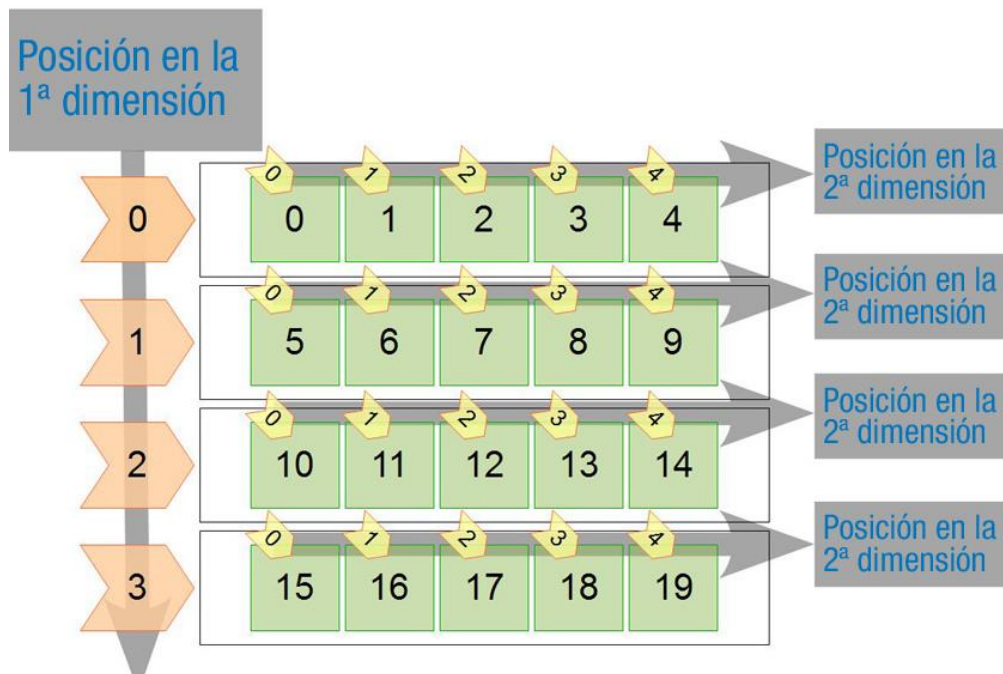 Posición en la
1ª dimensión
Posición en la
2ª dimensión
0 1 2 3 4
0
0 1 2 3 4
Posición en la
2ª dimensión
0 1 2 3 4
1
5 6 7 8 9
Posición en la
2ª dimensión
0 1 2 3 4
2
10 11 12 13 14
Posición en la
2ª dimensión
0 1 2 3 4
3
15 16 17 18 19